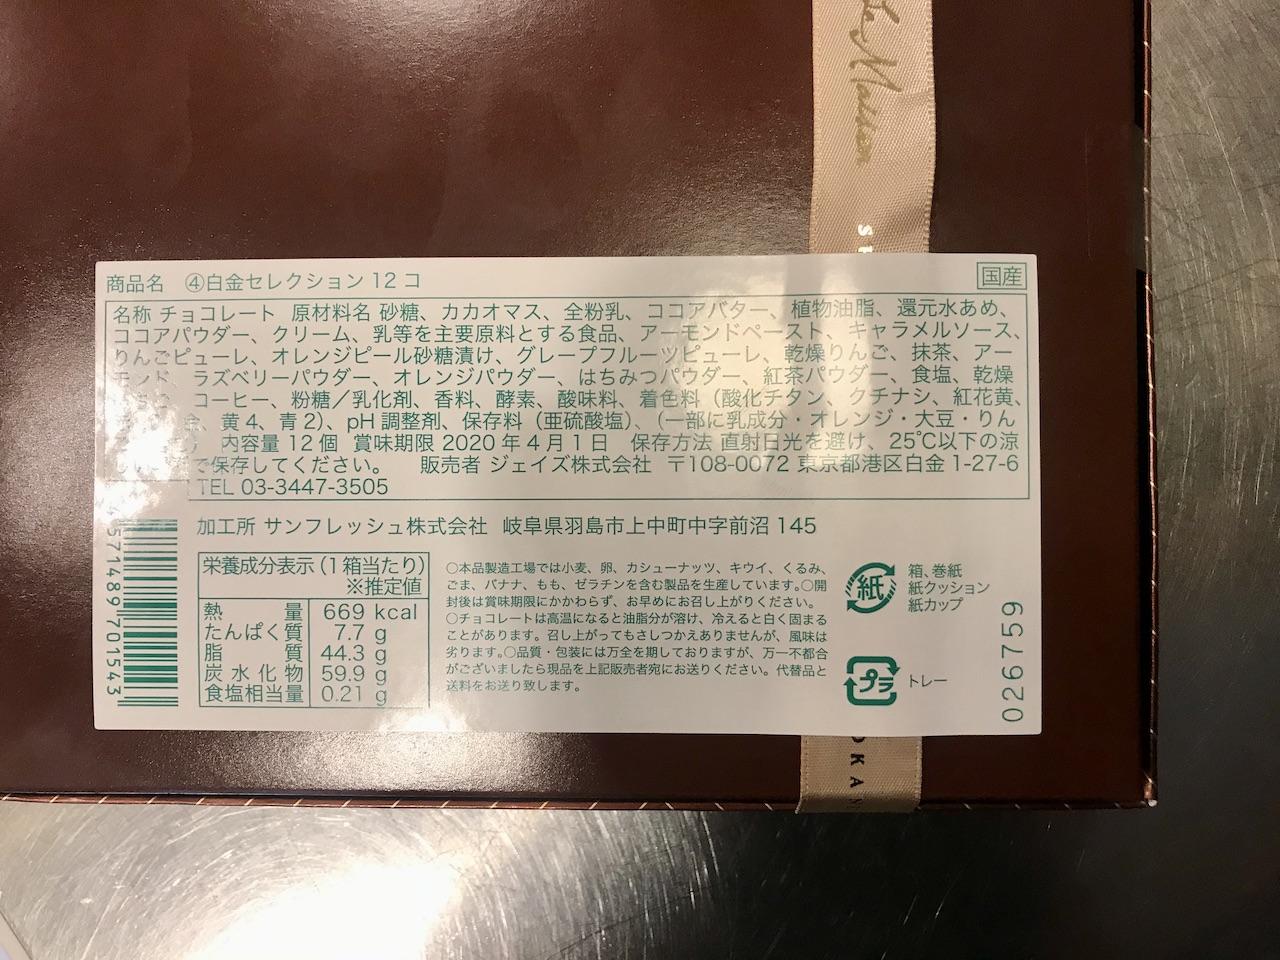 Maison
商品名 ④白金セレクション 12 コ
国産
名称 チョコレート 原材料名 砂糖、カカオマス、全粉乳、ココアバター、植物油脂、還元水あめ、
ココアパウダー、クリーム、乳等を主要原料とする食品、アーモンドペースト、キャラメルソース、
りんごピューレ、オレンジピール砂糖漬け、グレープフルーツピューレ、乾燥りんご、抹茶、アー
モンド、ラズベリーパウダー、オレンジパウダー、はちみつパウダー、紅茶パウダー、食塩、乾燥
コーヒー、粉糖／乳化剤、香料、酵素、酸味料、着色料（酸化チタン、クチナシ、紅花黄、
黄 4、青 2）、pH 調整剤、保存料（亜硫酸塩）、（一部に乳成分・オレンジ・大豆・りん
内容量 12 個 賞味期限 2020 年 4 月 1 日 保存方法 直射日光を避け、25℃以下の涼
で保存してください。 販売者 ジェイズ株式会社 〒108-0072 東京都港区白金 1-27-6
TEL 03-3447-3505
加工所 サンフレッシュ株式会社 岐阜県羽島市上中町中字前沼 145
4571489701543
栄養成分表示（1 箱当たり）
※推定値
熱量 669 kcal
たんぱく質 7.7 g
脂質 44.3 g
炭水化物 59.9 g
食塩相当量 0.21 g
○本品製造工場では小麦、卵、カシューナッツ、キウイ、くるみ、
ごま、バナナ、もも、ゼラチンを含む製品を生産しています。○開
封後は賞味期限にかかわらず、お早めにお召し上がりください。
○チョコレートは高温になると油脂分が溶け、冷えると白く固まる
ことがあります。召し上がってもさしつかえありませんが、風味は
劣ります。○品質・包装には万全を期しておりますが、万一不都合
がございましたら現品を上記販売者宛にお送りください。代替品と
送料をお送り致します。
紙
箱、巻紙
紙クッション
紙カップ
プラ
トレー
026759